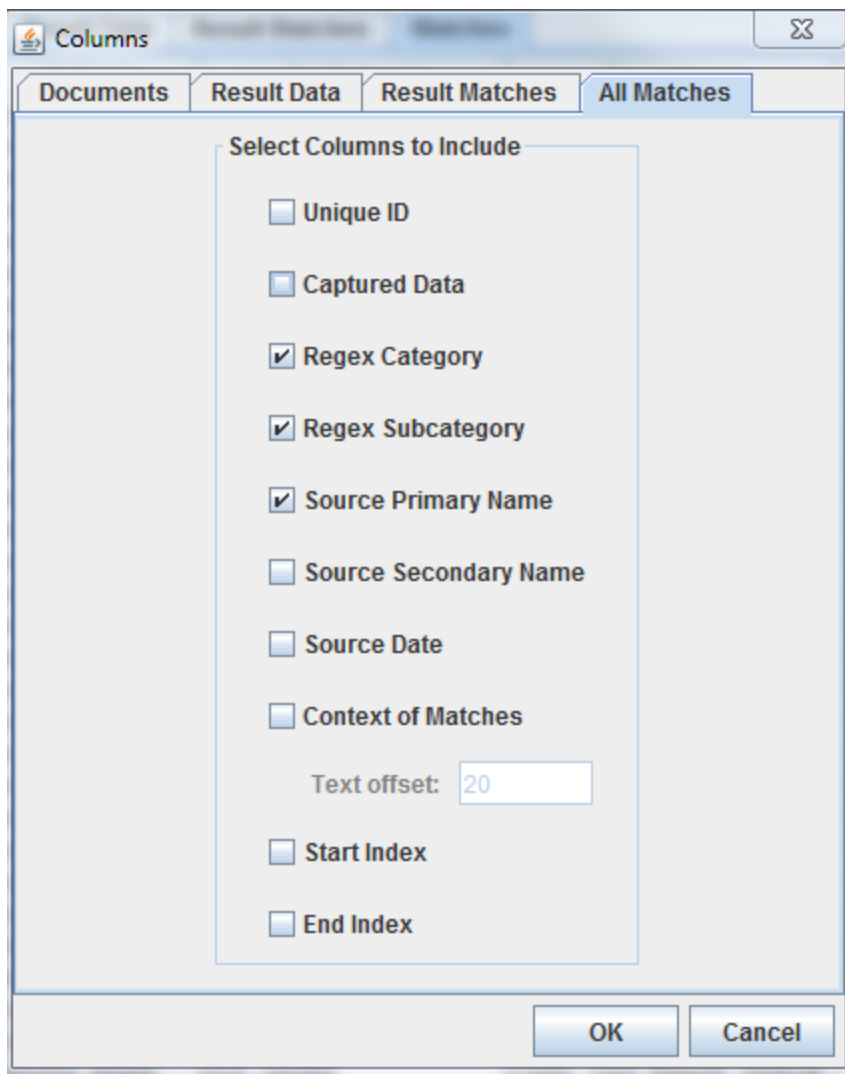 Columns
Documents Result Data Result Matches All Matches
Select Columns to Include
Unique ID
Captured Data
Regex Category
Regex Subcategory
Source Primary Name
Source Secondary Name
Source Date
Context of Matches
Text offset: 20
Start Index
End Index
OK Cancel